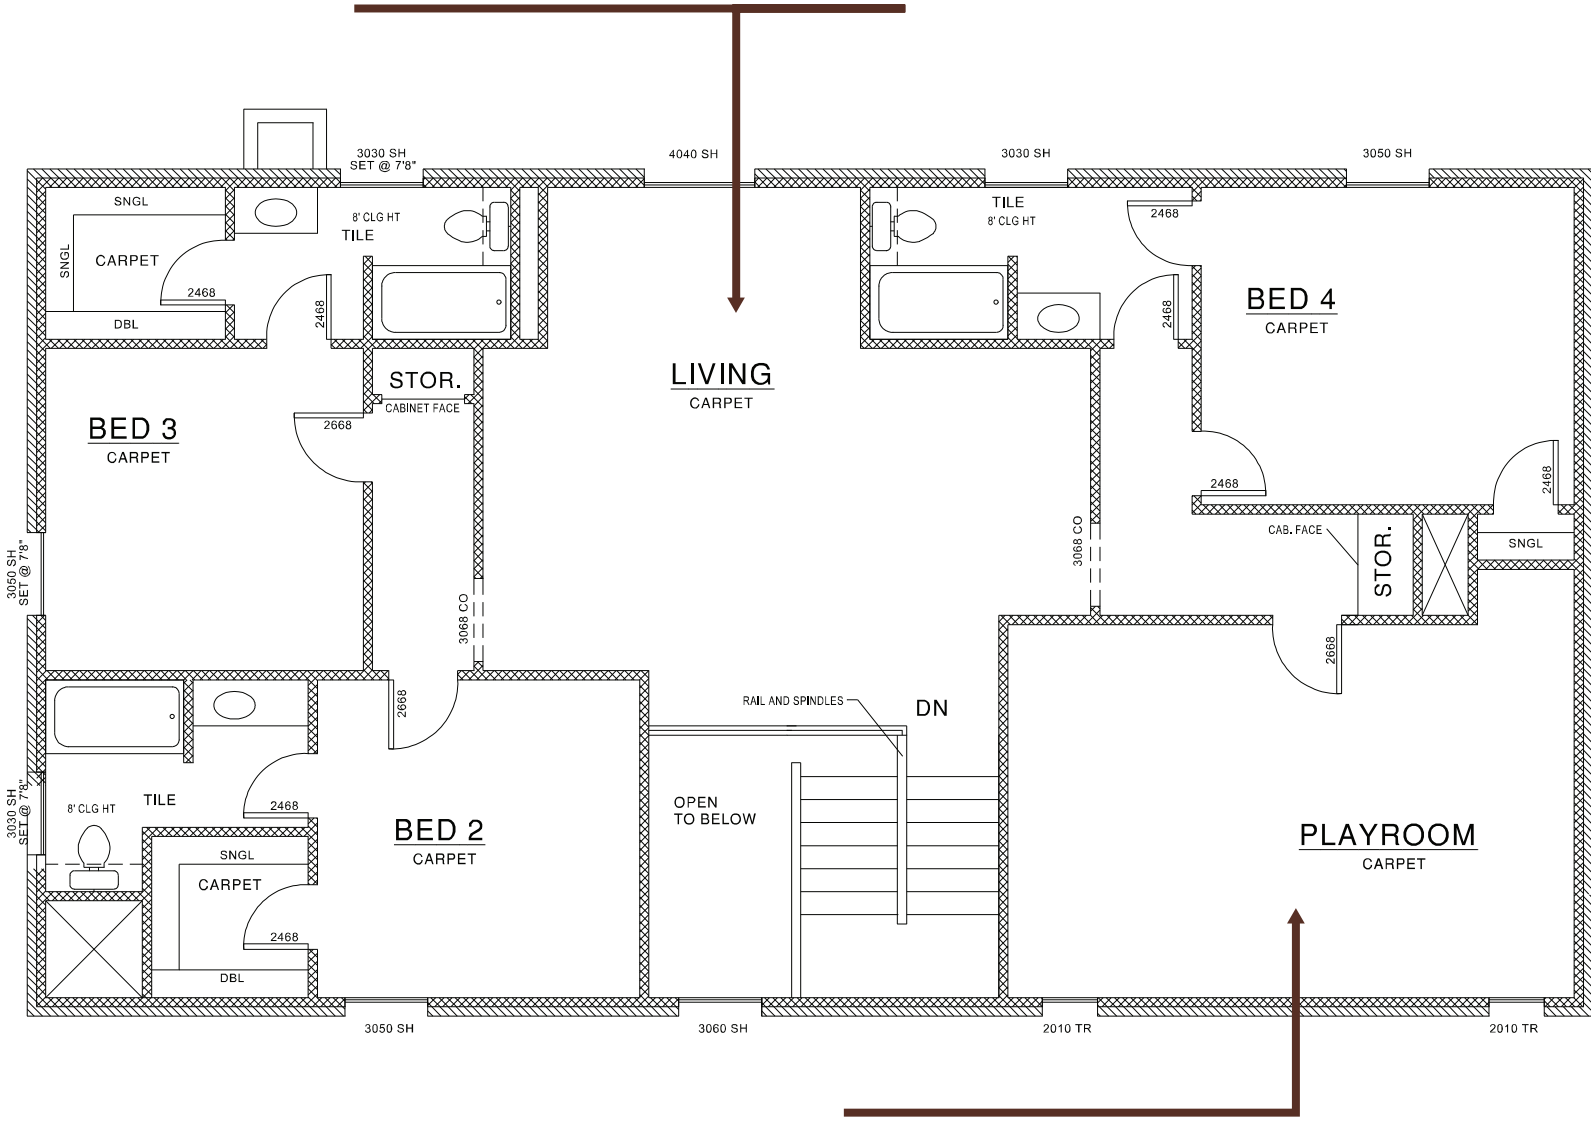 3030 SH
SET @ 7'8"
4040 SH
3030 SH
3050 SH
SNGL
SNGL
CARPET
2468
DBL
8' CLG HT
TILE
2468
TILE
8' CLG HT
2468
2468
BED 4
CARPET
STOR.
CABINET FACE
LIVING
CARPET
BED 3
CARPET
2668
2468
2468
3050 SH
SET @ 7'8"
3068 CO
3068 CO
CAB. FACE
STOR.
SNGL
2668
2668
RAIL AND SPINDLES
DN
3030 SH
SET @ 7'8"
8' CLG HT
TILE
2468
OPEN
TO BELOW
BED 2
CARPET
PLAYROOM
CARPET
SNGL
CARPET
2468
DBL
3050 SH
3060 SH
2010 TR
2010 TR